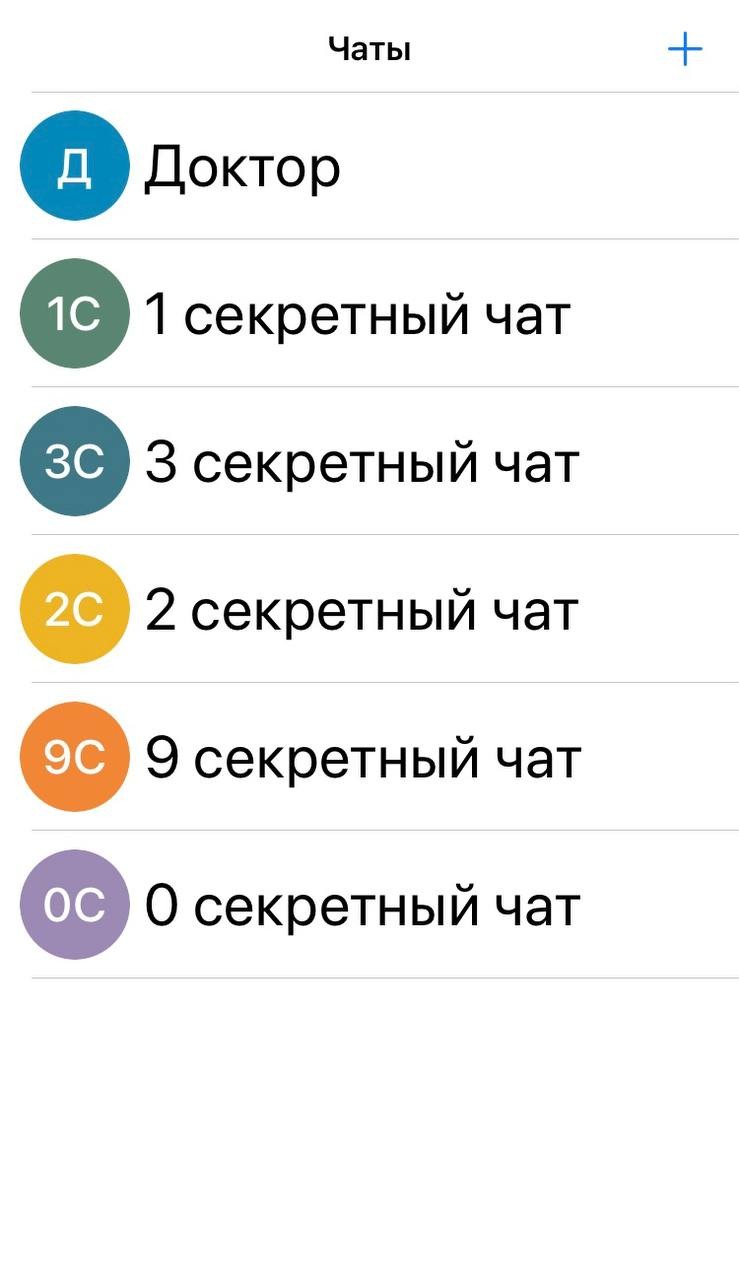 Чаты
Д Доктор
1С 1 секретный чат
3С 3 секретный чат
2С 2 секретный чат
9С 9 секретный чат
0С 0 секретный чат